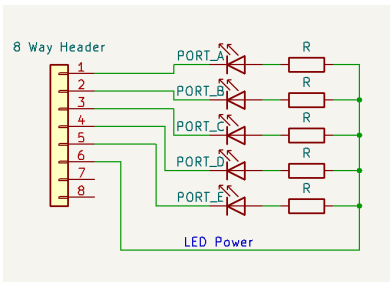 8 Way Header
1
2
3
4
5
6
7
8
PORT_A
R
PORT_B
R
PORT_C
R
PORT_D
R
PORT_E
R
LED Power